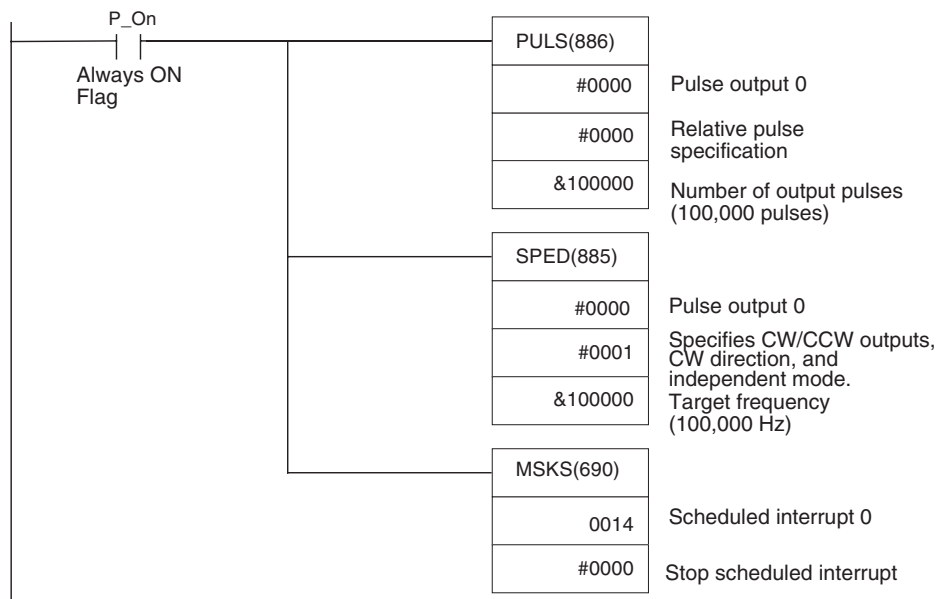 P_On
Always ON
Flag
PULS(886)
#0000
Pulse output 0
#0000
Relative pulse
specification
&100000
Number of output pulses
(100,000 pulses)
SPED(885)
#0000
Pulse output 0
#0001
Specifies CW/CCW outputs,
CW direction, and
independent mode.
&100000
Target frequency
(100,000 Hz)
MSKS(690)
0014
Scheduled interrupt 0
#0000
Stop scheduled interrupt